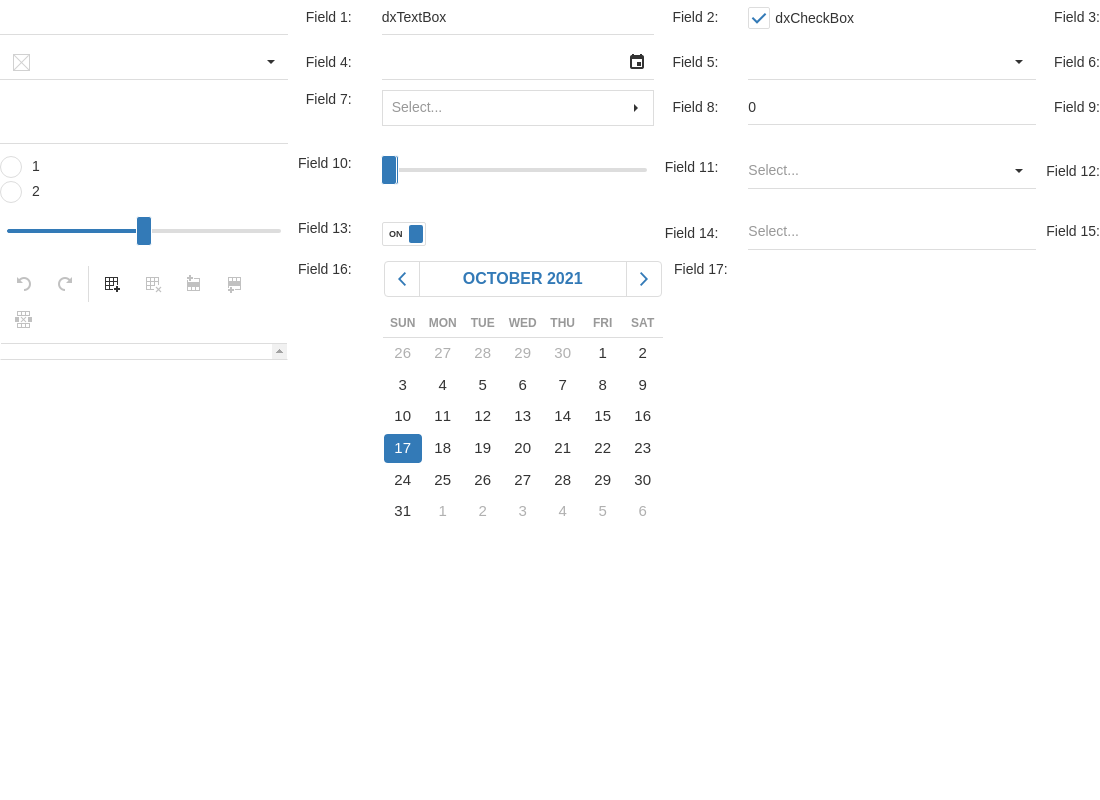 Field 1: dxTextBox Field 2: dxCheckBox Field 3:
Field 4: Field 5: Field 6:
Field 7: Select... Field 8: 0 Field 9:
1 Field 10: Field 11: Select... Field 12:
2
Field 13: ON Field 14: Select... Field 15:
Field 16: OCTOBER 2021 Field 17:
SUN MON TUE WED THU FRI SAT
26 27 28 29 30 1 2
3 4 5 6 7 8 9
10 11 12 13 14 15 16
17 18 19 20 21 22 23
24 25 26 27 28 29 30
31 1 2 3 4 5 6